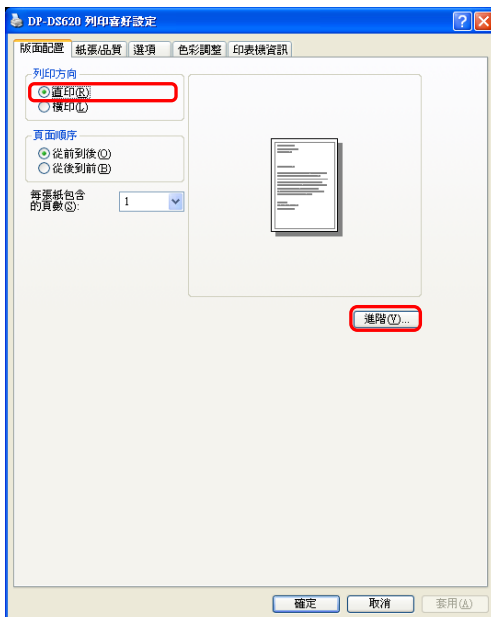 DP-DS620 列印喜好設定
版面配置 紙張/品質 選項 色彩調整 印表機資訊
列印方向
直印(R)
橫印(L)
頁面順序
從前到後(O)
從後到前(B)
每張紙包含
的頁數(S): 1
進階(V)...
確定 取消 套用(A)